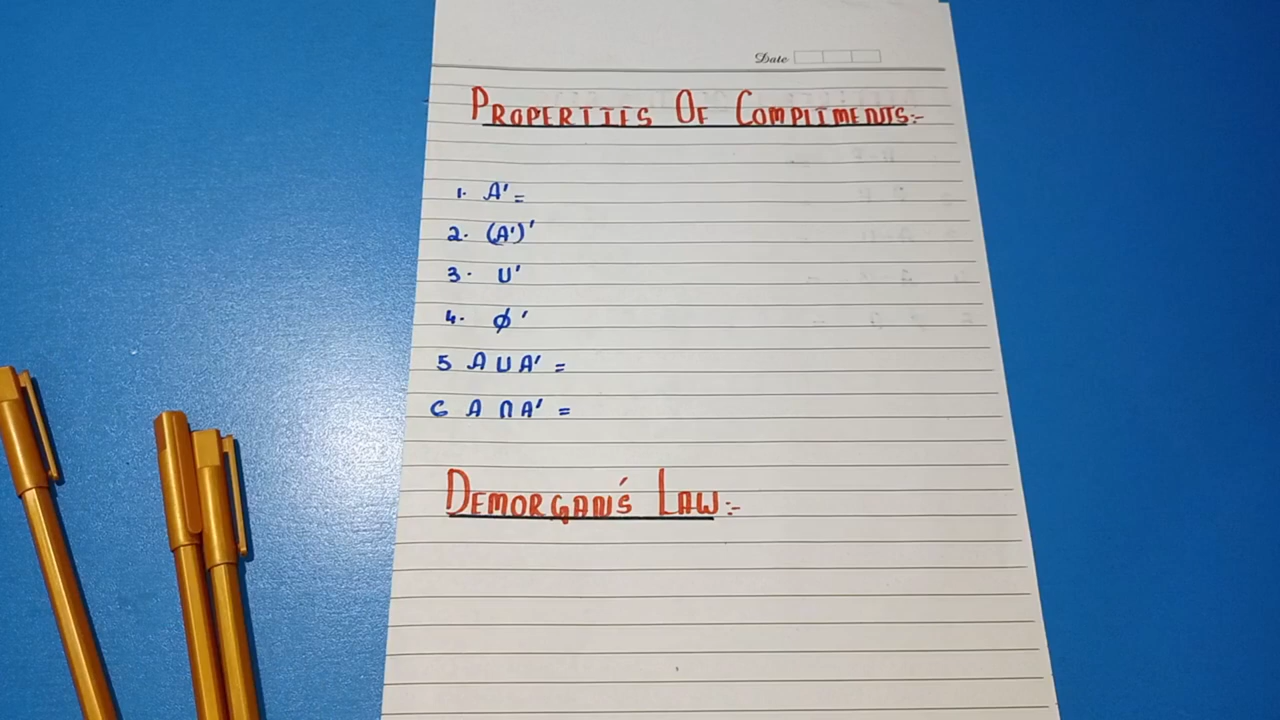 Date
PROPERTIES OF COMPLIMENTS:-
1. A' =
2. (A')'
3. U'
4. ϕ'
5 A ∪ A' =
6 A ∩ A' =
DEMORGAN'S LAW:-